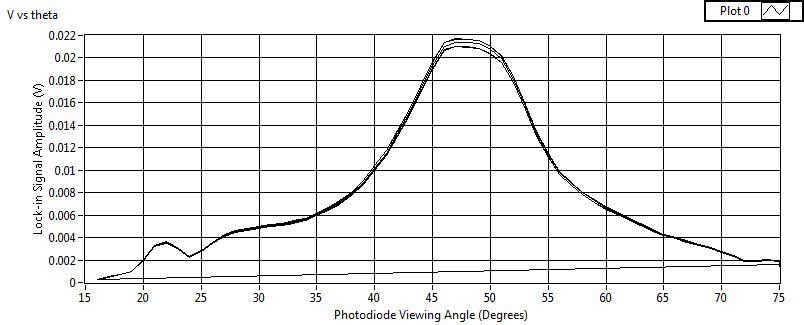 V vs theta
Plot 0
0.022
0.02
0.018
0.016
0.014
0.012
0.01
0.008
0.006
0.004
0.002
0
Lock-in Signal Amplitude (V)
15 20 25 30 35 40 45 50 55 60 65 70 75
Photodiode Viewing Angle (Degrees)